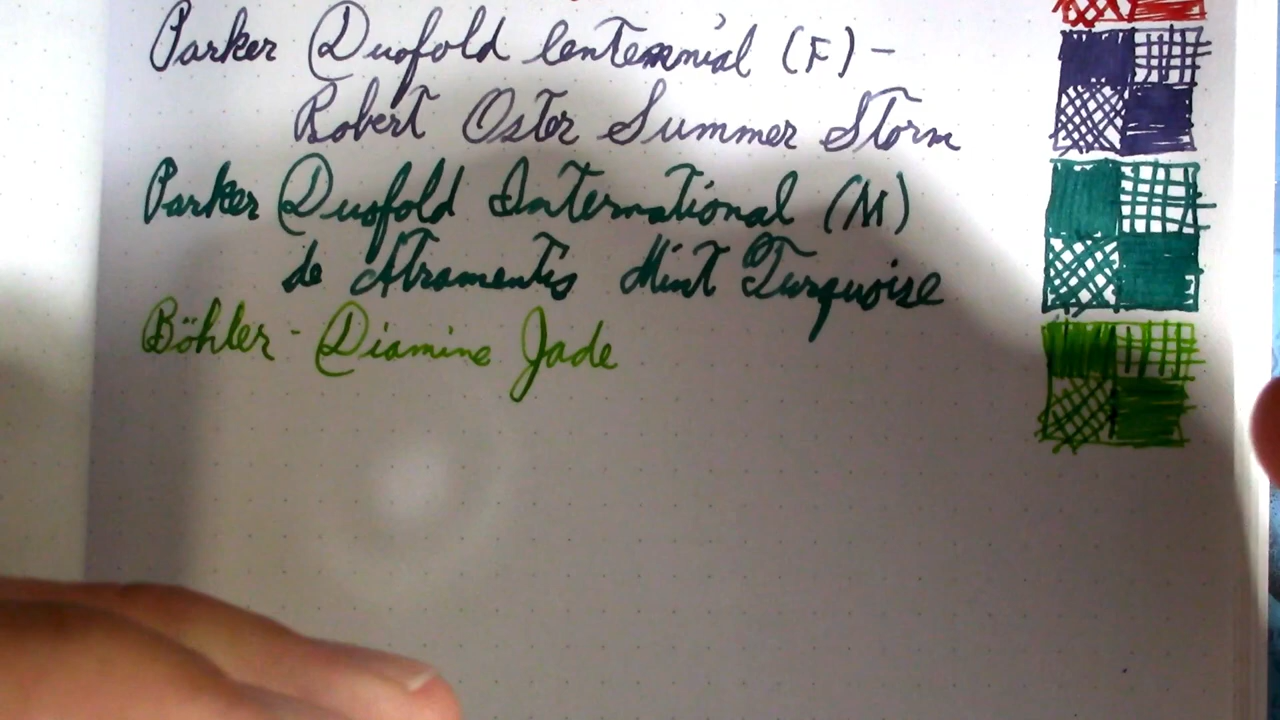 Parker Duofold Centennial (F) -
Robert Oster Summer Storm
Parker Duofold International (M)
de Atramentis Mint Turquoise
Böhler - Diamine Jade